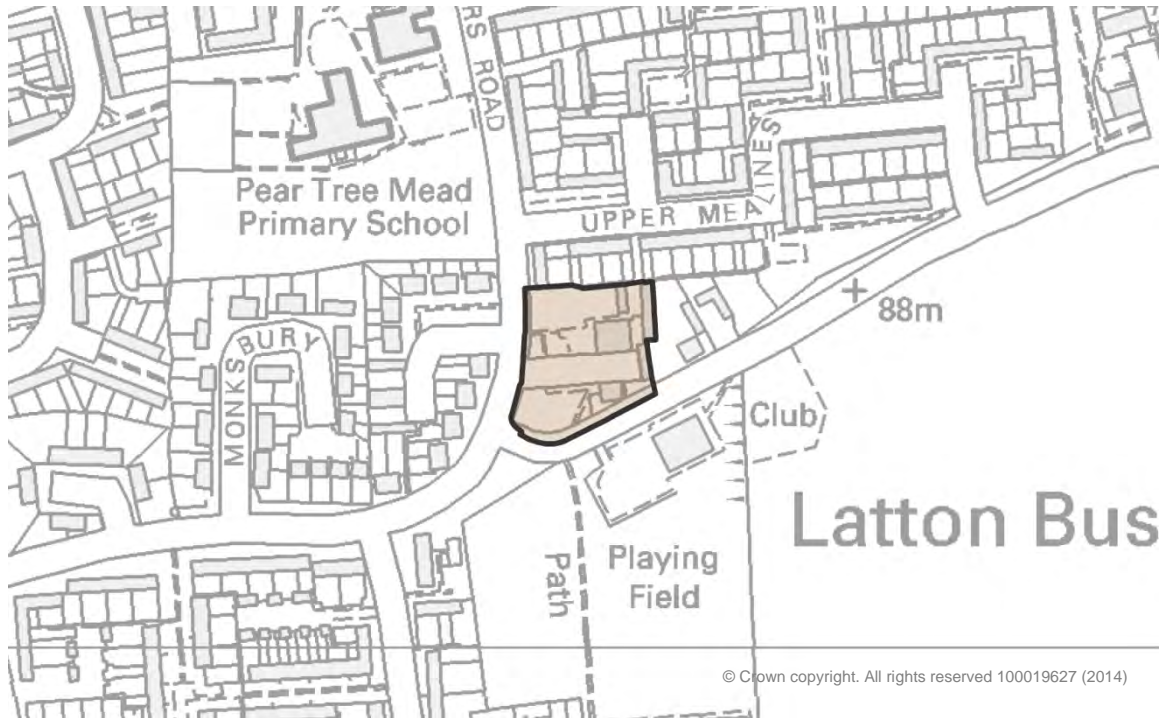 RS ROAD
Pear Tree Mead
Primary School
UPPER MEALINES
88m
MONKSBURY
Club
Latton Bus
Playing
Field
Path
© Crown copyright. All rights reserved 100019627 (2014)